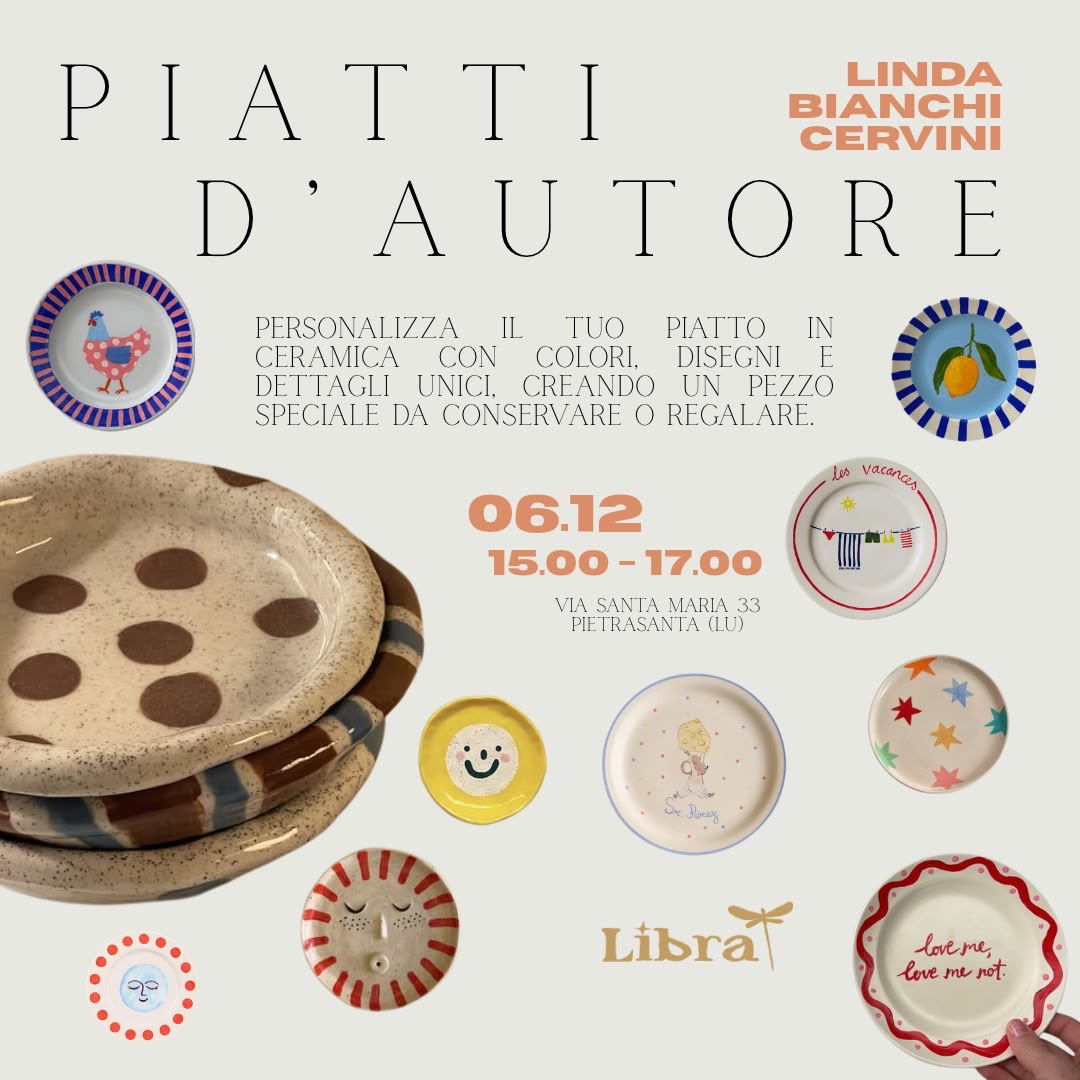 PIATTI
D'AUTORE
LINDA
BIANCHI
CERVINI
PERSONALIZZA IL TUO PIATTO IN
CERAMICA CON COLORI, DISEGNI E
DETTAGLI UNICI, CREANDO UN PEZZO
SPECIALE DA CONSERVARE O REGALARE.
06.12
15.00 - 17.00
VIA SANTA MARIA 33
PIETRASANTA (LU)
les vacances
Sr. Perez
Libra
love me,
love me not.